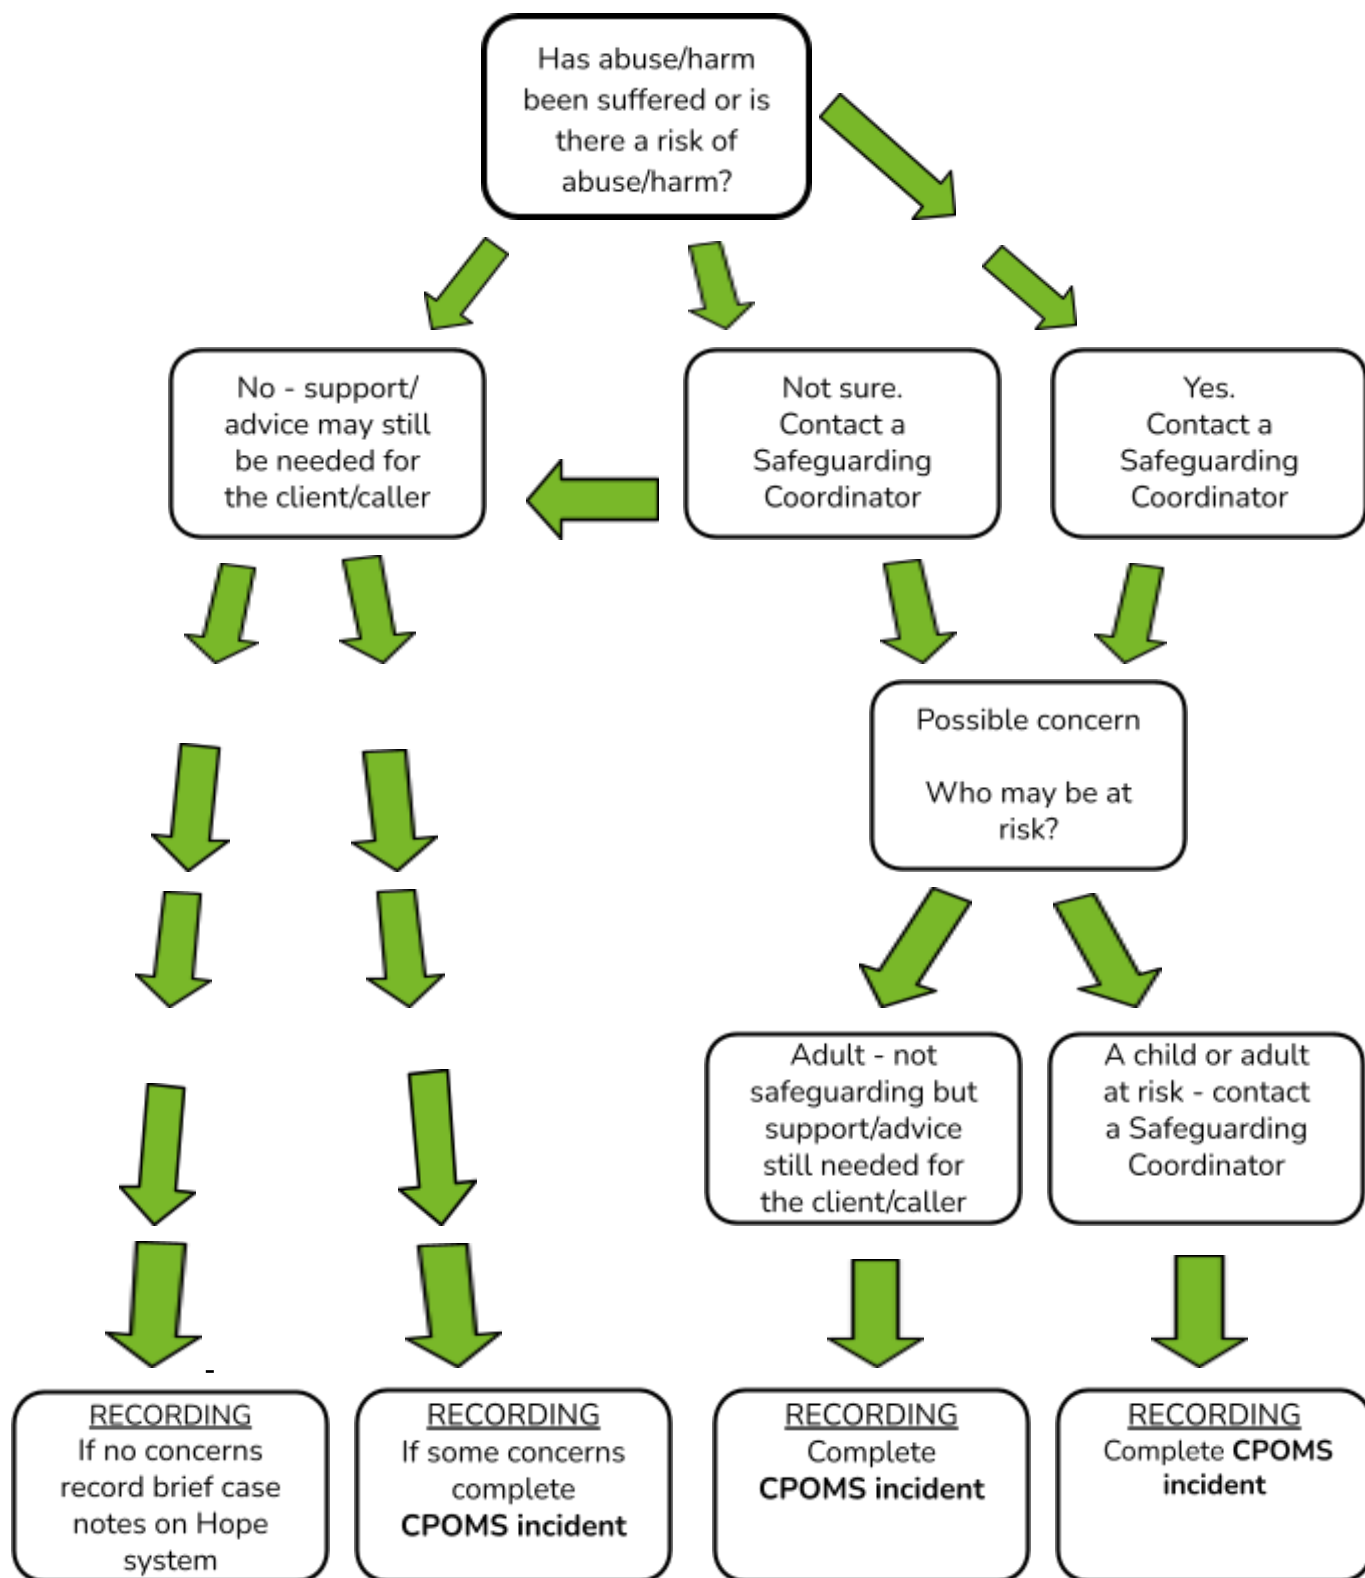 Has abuse/harm
been suffered or is
there a risk of
abuse/harm?
No - support/
advice may still
be needed for
the client/caller
Not sure.
Contact a
Safeguarding
Coordinator
Yes.
Contact a
Safeguarding
Coordinator
Possible concern
Who may be at
risk?
Adult - not
safeguarding but
support/advice
still needed for
the client/caller
A child or adult
at risk - contact
a Safeguarding
Coordinator
-
RECORDING
If no concerns
record brief case
notes on Hope
system
RECORDING
If some concerns
complete
CPOMS incident
RECORDING
Complete
CPOMS incident
RECORDING
Complete CPOMS
incident